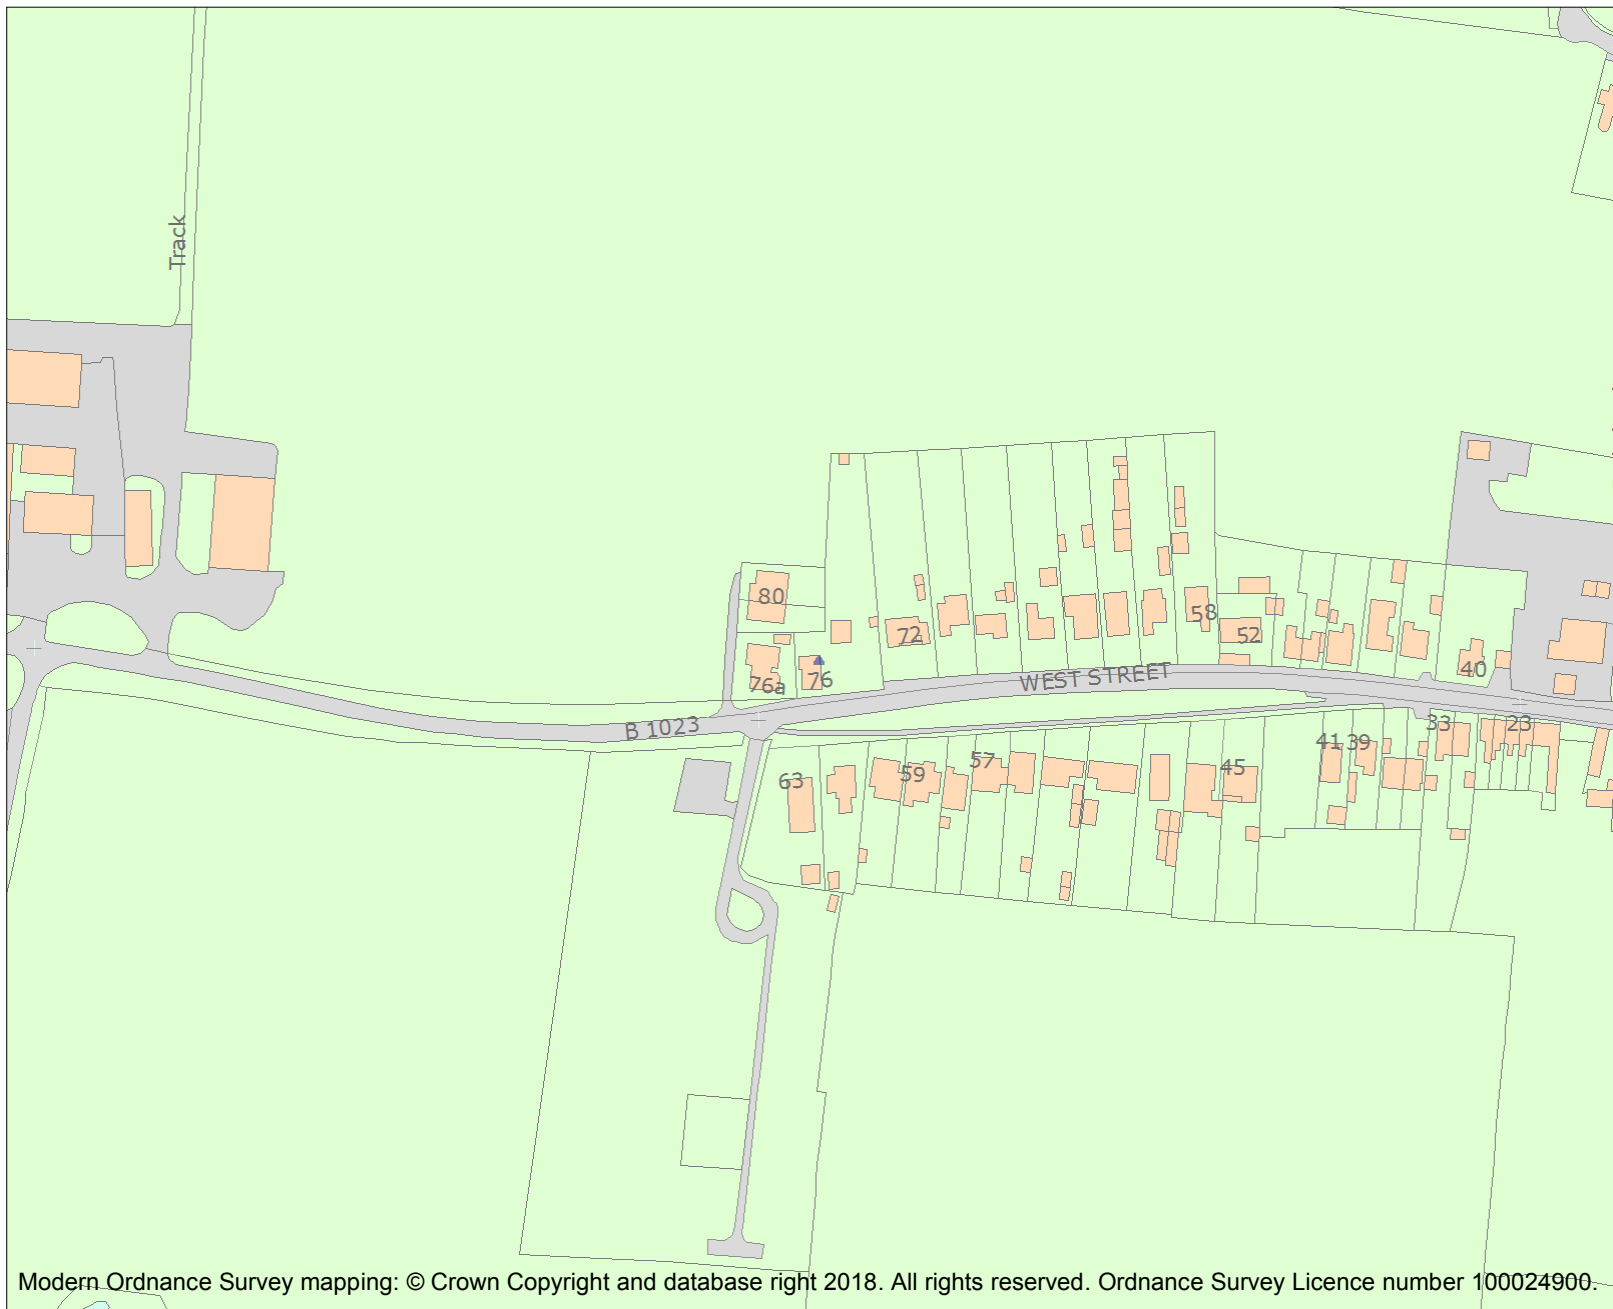 Track
80
58
72
52
WEST STREET
76a
76
40
B 1023
33
23
41
39
57
45
59
63
Modern Ordnance Survey mapping: © Crown Copyright and database right 2018. All rights reserved. Ordnance Survey Licence number 100024900.